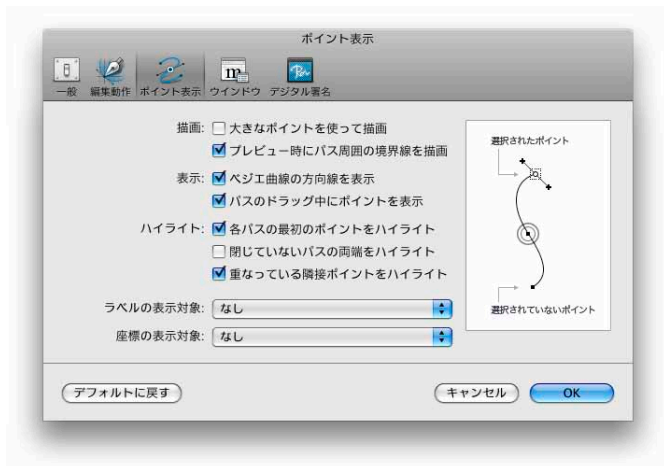 ポイント表示
一般 編集動作 ポイント表示 ウインドウ デジタル署名
描画: 大きなポイントを使って描画
プレビュー時にパス周囲の境界線を描画
表示: ベジエ曲線の方向線を表示
パスのドラッグ中にポイントを表示
ハイライト: 各パスの最初のポイントをハイライト
閉じていないパスの両端をハイライト
重なっている隣接ポイントをハイライト
ラベルの表示対象: なし
座標の表示対象: なし
選択されたポイント
選択されていないポイント
デフォルトに戻す キャンセル OK